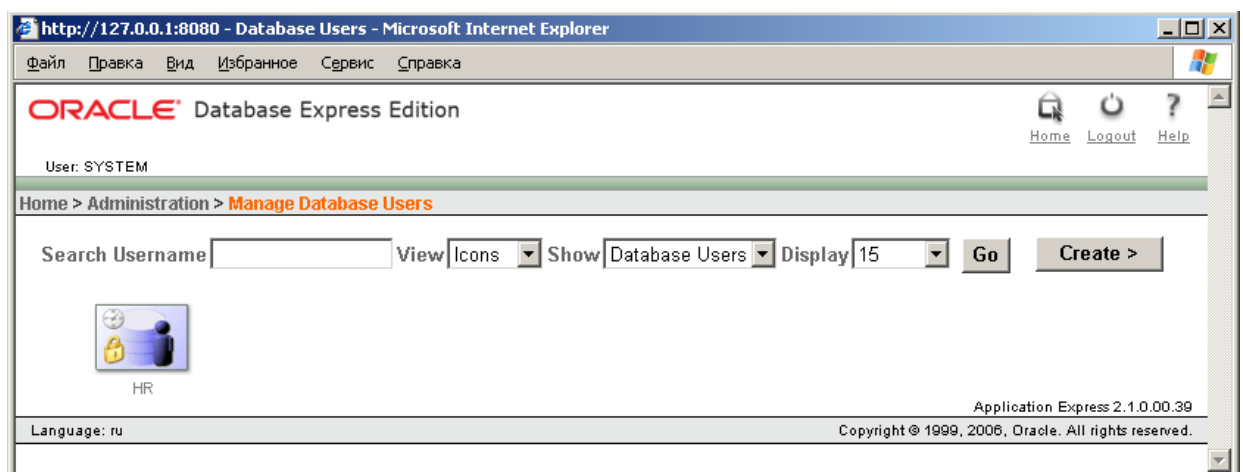 http://127.0.0.1:8080 - Database Users - Microsoft Internet Explorer
Файл Правка Вид Избранное Сервис Справка
ORACLE Database Express Edition
Home Logout Help
User: SYSTEM
Home > Administration > Manage Database Users
Search Username View Icons Show Database Users Display 15 Go Create >
HR
Application Express 2.1.0.00.39
Language: ru Copyright © 1999, 2006, Oracle. All rights reserved.